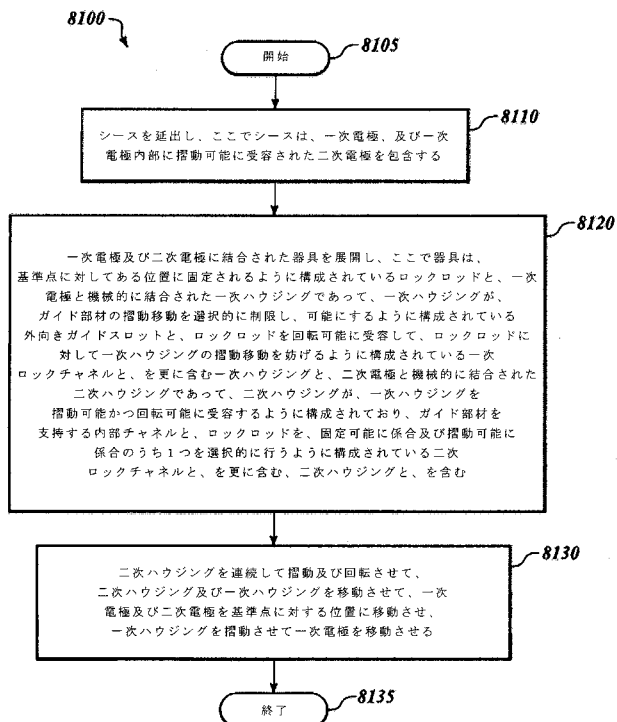 8100
開始
8105
8110
シースを延出し、ここでシースは、一次電極、及び一次
電極内部に摺動可能に受容された二次電極を包含する
8120
一次電極及び二次電極に結合された器具を展開し、ここで器具は、
基準点に対してある位置に固定されるように構成されているロックロッドと、一次
電極と機械的に結合された一次ハウジングであって、一次ハウジングが、
ガイド部材の摺動移動を選択的に制限し、可能にするように構成されている
外向きガイドスロットと、ロックロッドを回転可能に受容して、ロックロッドに
対して一次ハウジングの摺動移動を妨げるように構成されている一次
ロックチャネルと、を更に含む一次ハウジングと、二次電極と機械的に結合された
二次ハウジングであって、二次ハウジングが、一次ハウジングを
摺動可能かつ回転可能に受容するように構成されており、ガイド部材を
支持する内部チャネルと、ロックロッドを、固定可能に係合及び摺動可能に
係合のうち1つを選択的に行うように構成されている二次
ロックチャネルと、を更に含む、二次ハウジングと、を含む
8130
二次ハウジングを連続して摺動及び回転させて、
二次ハウジング及び一次ハウジングを移動させて、一次
電極及び二次電極を基準点に対する位置に移動させ、
一次ハウジングを摺動させて一次電極を移動させる
終了
8135